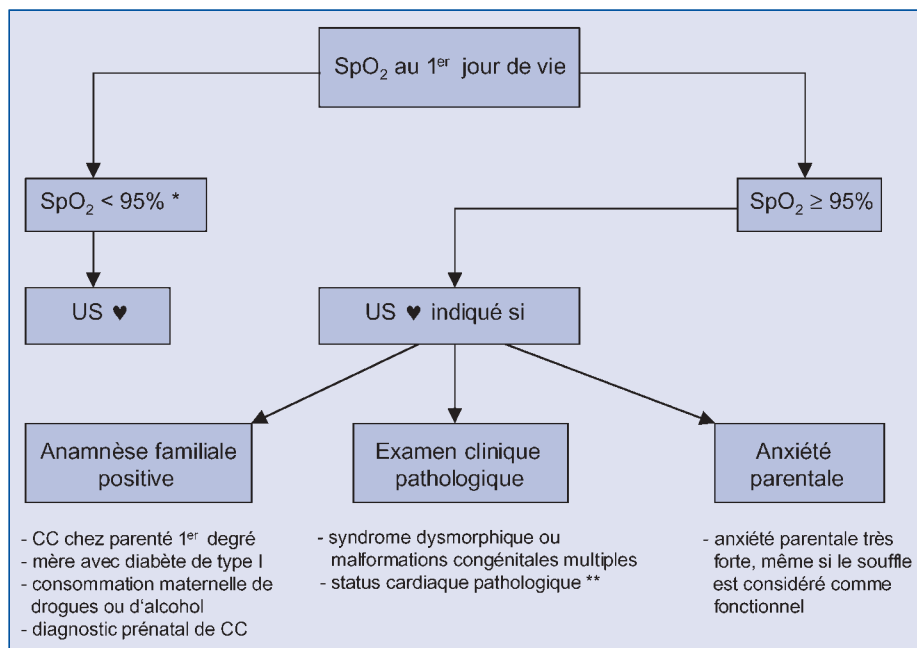 SpO₂ au 1er jour de vie
SpO₂ < 95% *
SpO₂ ≥ 95%
US ♥
US ♥ indiqué si
Anamnèse familiale
positive
Examen clinique
pathologique
Anxiété
parentale
- CC chez parenté 1er degré
- mère avec diabète de type I
- consommation maternelle de
drogues ou d'alcohol
- diagnostic prénatal de CC
- syndrome dysmorphique ou
malformations congénitales multiples
- status cardiaque pathologique **
- anxiété parentale très
forte, même si le souffle
est considéré comme
fonctionnel